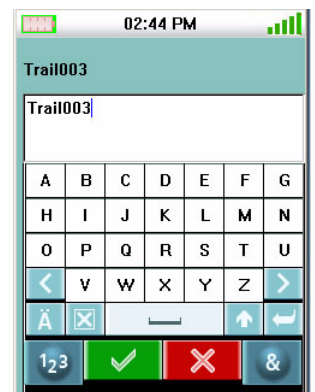 02:44 PM
Trail003
Trail003
A B C D E F G
H I J K L M N
O P Q R S T U
< V W X Y Z >
Ä
123 &